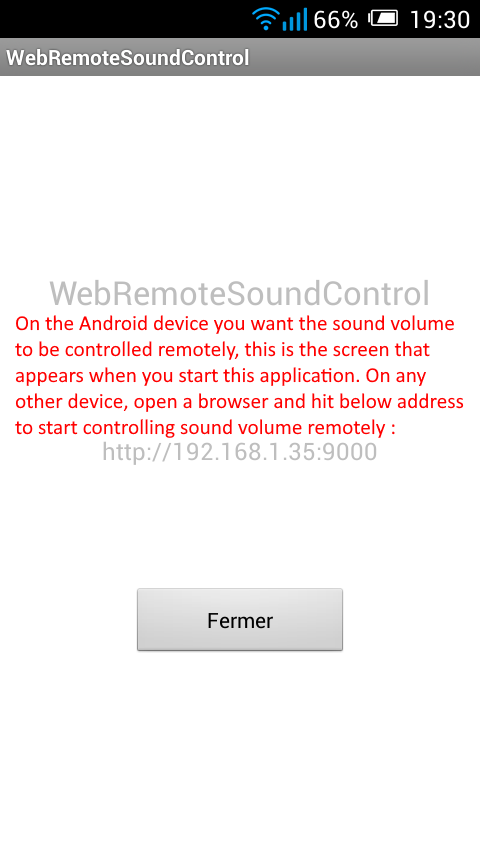 66% 19:30
WebRemoteSoundControl
WebRemoteSoundControl
On the Android device you want the sound volume
to be controlled remotely, this is the screen that
appears when you start this application. On any
other device, open a browser and hit below address
to start controlling sound volume remotely :
http://192.168.1.35:9000
Fermer